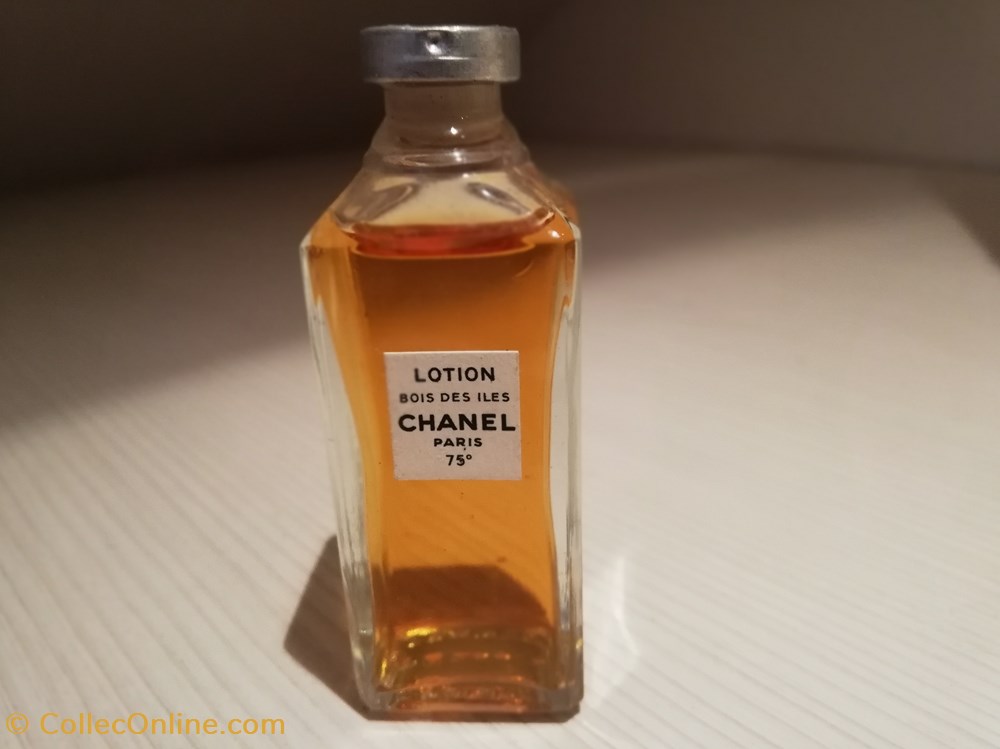 LOTION
BOIS DES ILES
CHANEL
PARIS
75°
© CollecOnline.com